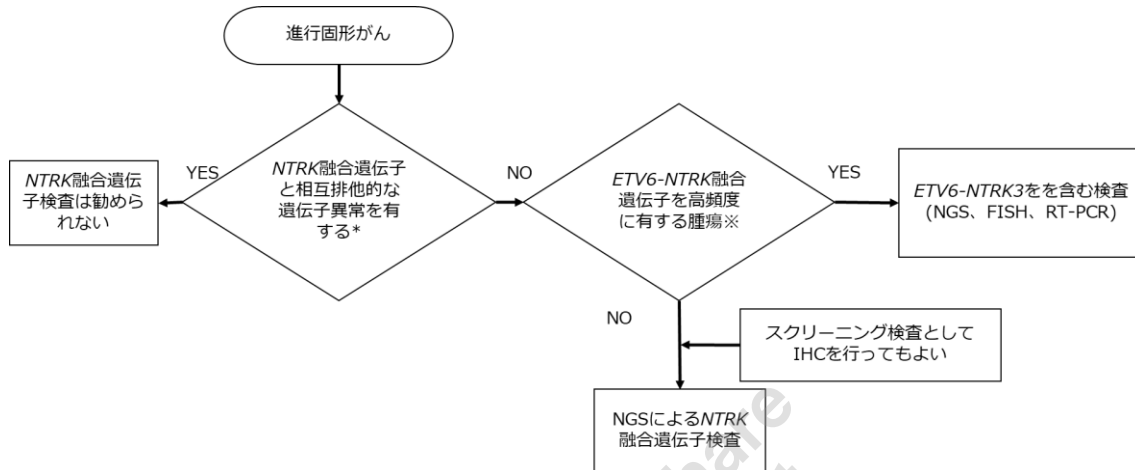 進行固形がん
NTRK融合遺伝子
と相互排他的な
遺伝子異常を有
する*
YES
NTRK融合遺伝
子検査は勧めら
れない
NO
ETV6-NTRK融合
遺伝子を高頻度
に有する腫瘍※
YES
ETV6-NTRK3をを含む検査
(NGS、FISH、RT-PCR)
NO
スクリーニング検査として
IHCを行ってもよい
NGSによるNTRK
融合遺伝子検査